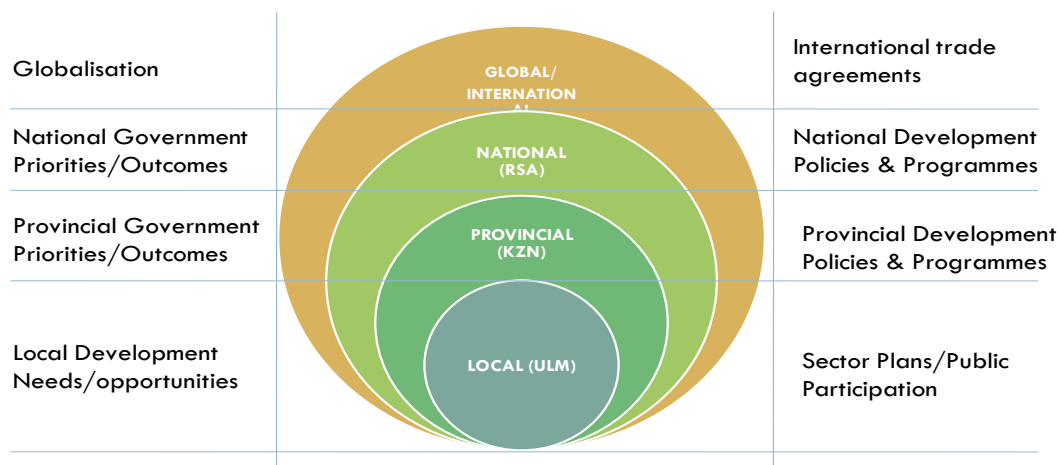 Globalisation
GLOBAL/
INTERNATION
AL
International trade
agreements
National Government
Priorities/Outcomes
NATIONAL
(RSA)
National Development
Policies & Programmes
Provincial Government
Priorities/Outcomes
PROVINCIAL
(KZN)
Provincial Development
Policies & Programmes
Local Development
Needs/opportunities
LOCAL (ULM)
Sector Plans/Public
Participation